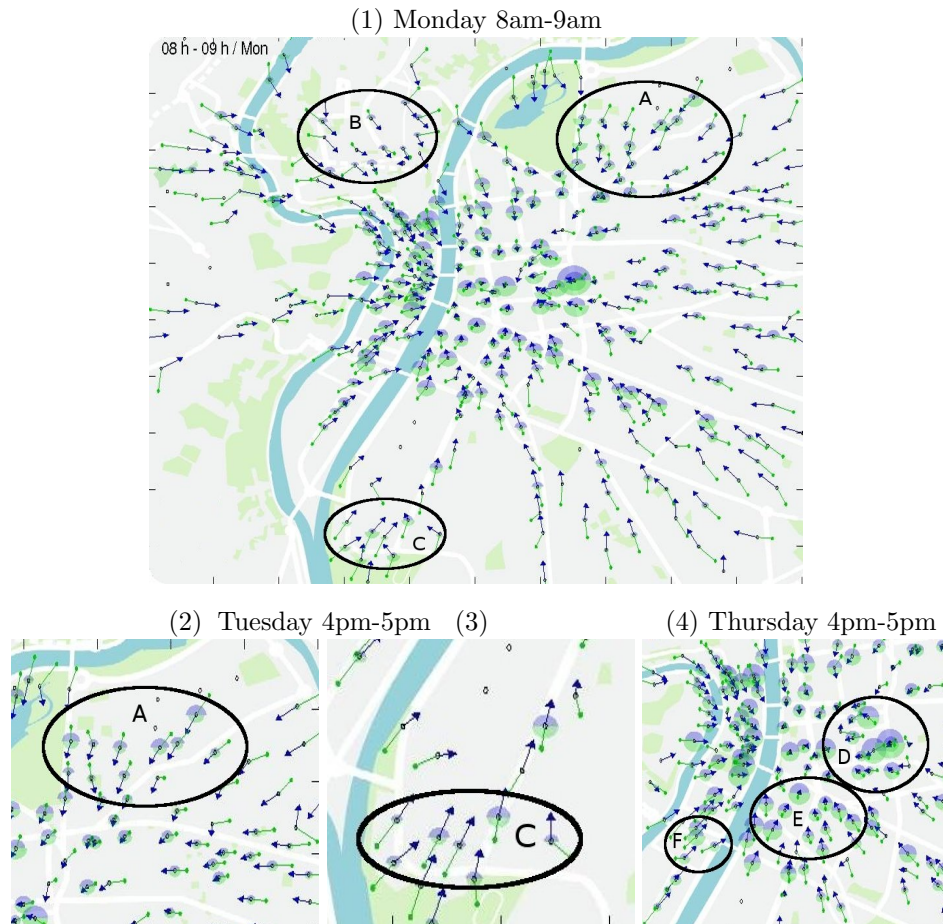 (1) Monday 8am-9am
08 h - 09 h / Mon
A
B
C
(2) Tuesday 4pm-5pm
(3)
(4) Thursday 4pm-5pm
A
C
D
E
F